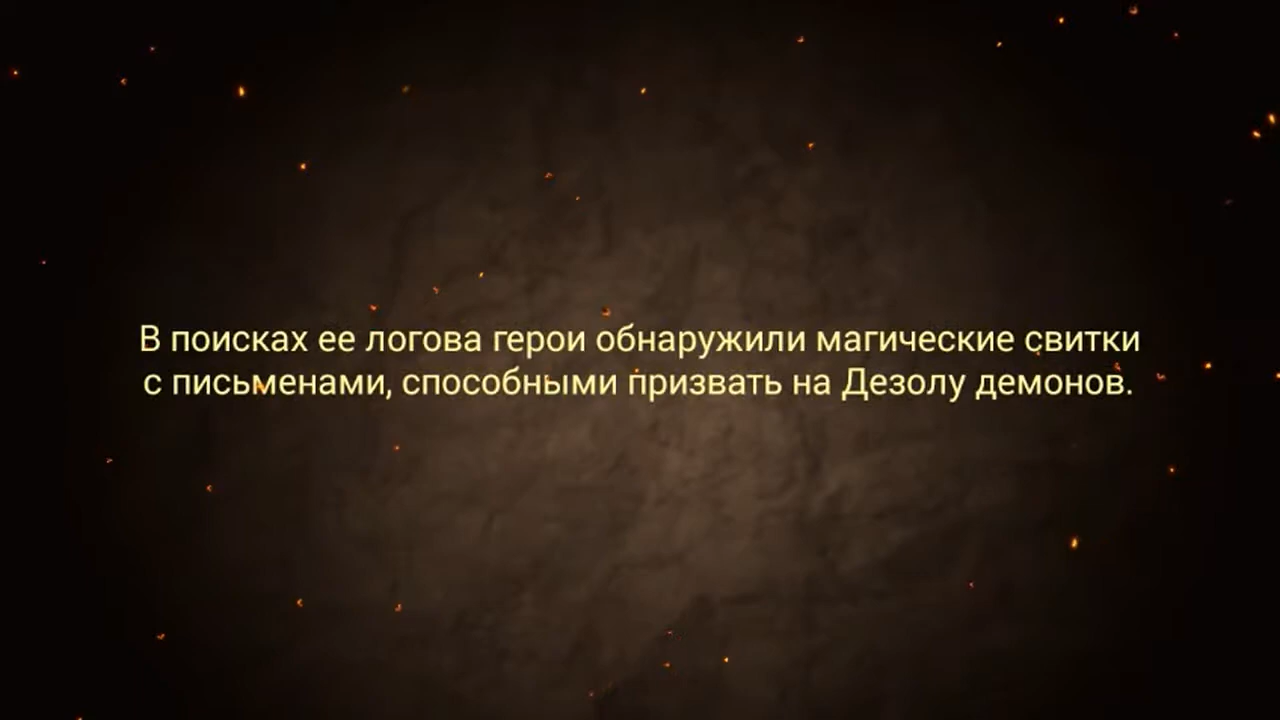 В поисках ее логова герои обнаружили магические свитки
с письменами, способными призвать на Дезолу демонов.